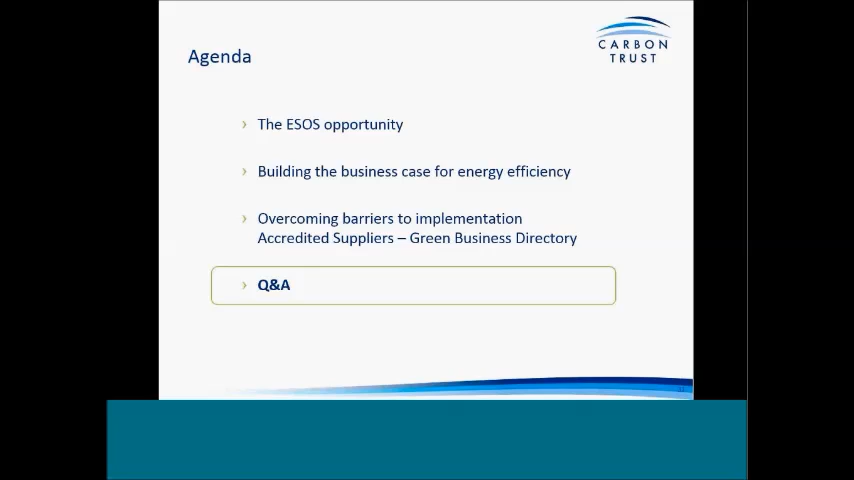 Agenda
CARBON
TRUST
› The ESOS opportunity
› Building the business case for energy efficiency
› Overcoming barriers to implementation
Accredited Suppliers – Green Business Directory
› Q&A